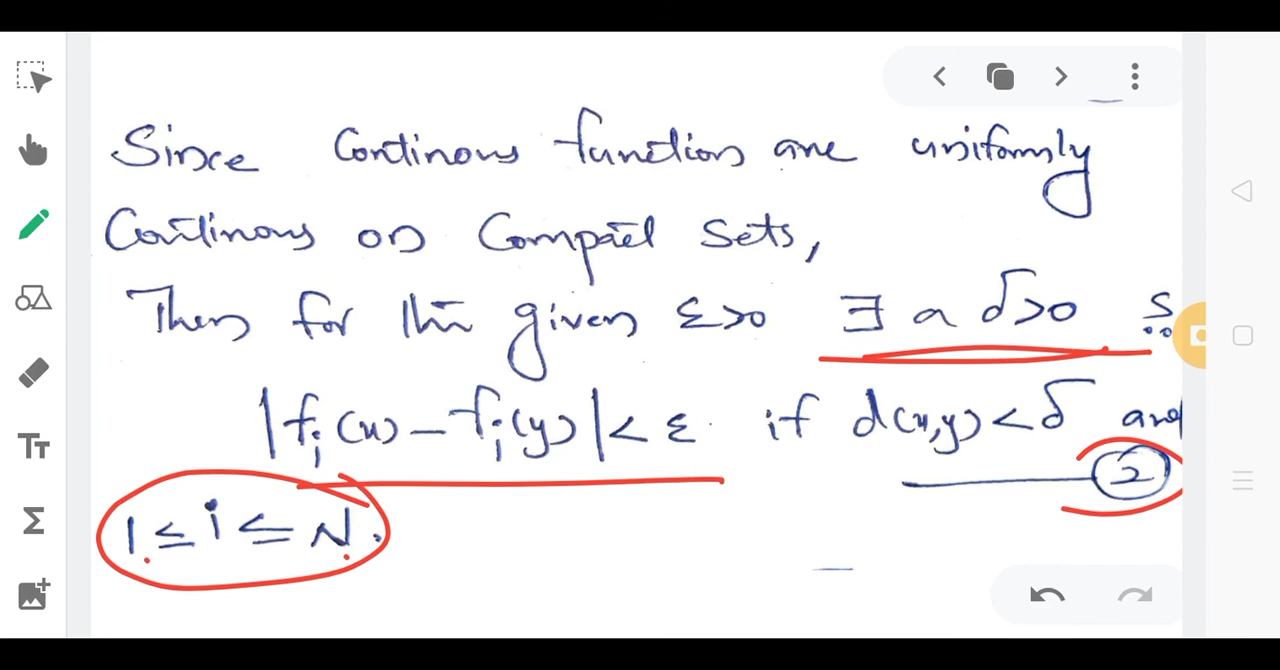 Since Continous function are uniformly
Continous on Compact Sets,
Then for this given ε>0 ∃ a δ>0 S
|fi(x) - fi(y)| < ε if d(x,y) < δ and
2
1 ≤ i ≤ N.